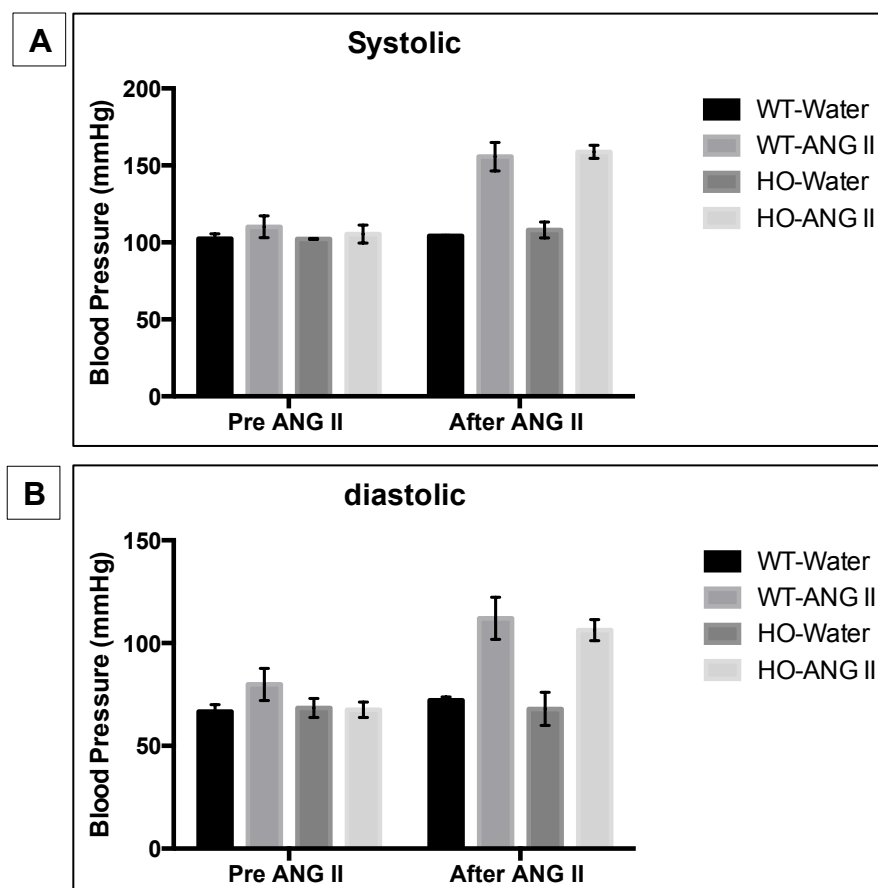 A
Systolic
Blood Pressure (mmHg)
200
150
100
50
0
Pre ANG II
After ANG II
WT-Water
WT-ANG II
HO-Water
HO-ANG II
B
diastolic
Blood Pressure (mmHg)
150
100
50
0
Pre ANG II
After ANG II
WT-Water
WT-ANG II
HO-Water
HO-ANG II